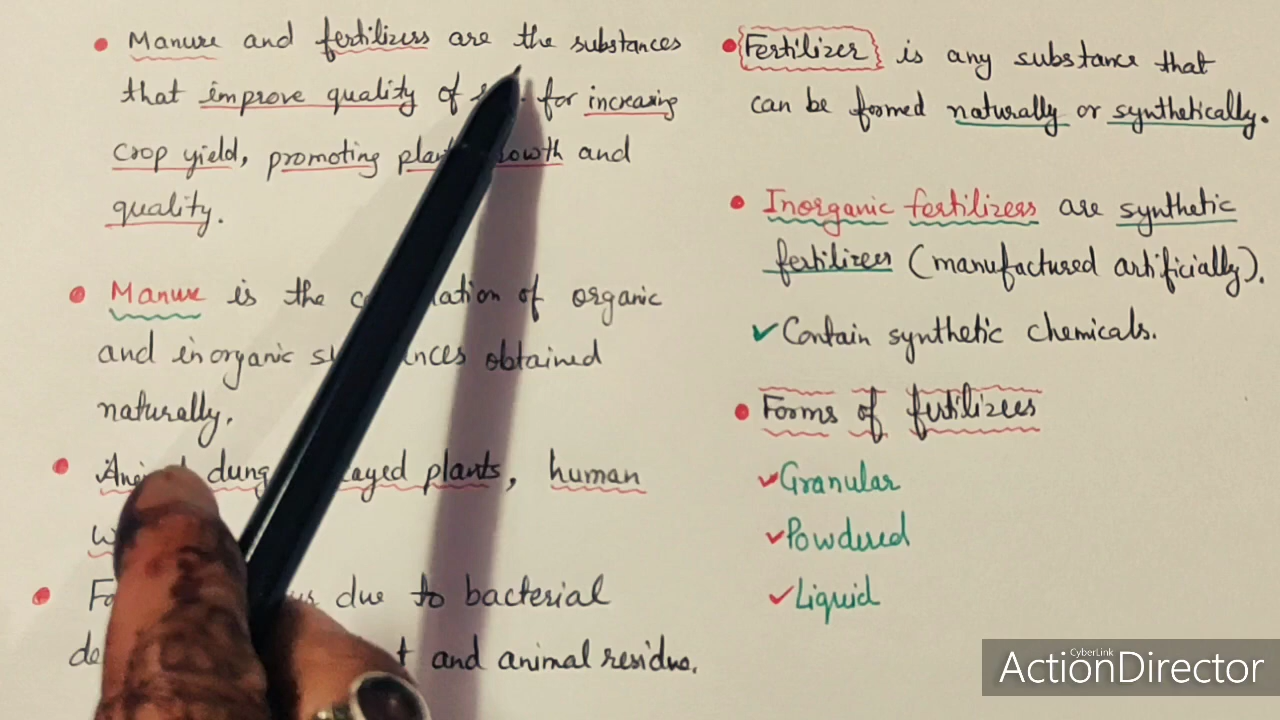 Manure and fertilizers are the substances
that improve quality of for increasing
crop yield, promoting plant growth and
quality.
Manure is the of organic
and inorganic substances obtained
naturally.
Animal dung, decayed plants, human
due to bacterial
and animal residue.
Fertilizer is any substance that
can be formed naturally or synthetically.
Inorganic fertilizers are synthetic
fertilizers (manufactured artificially).
Contain synthetic chemicals.
Forms of fertilizers
Granular
Powdered
Liquid
CyberLink
ActionDirector